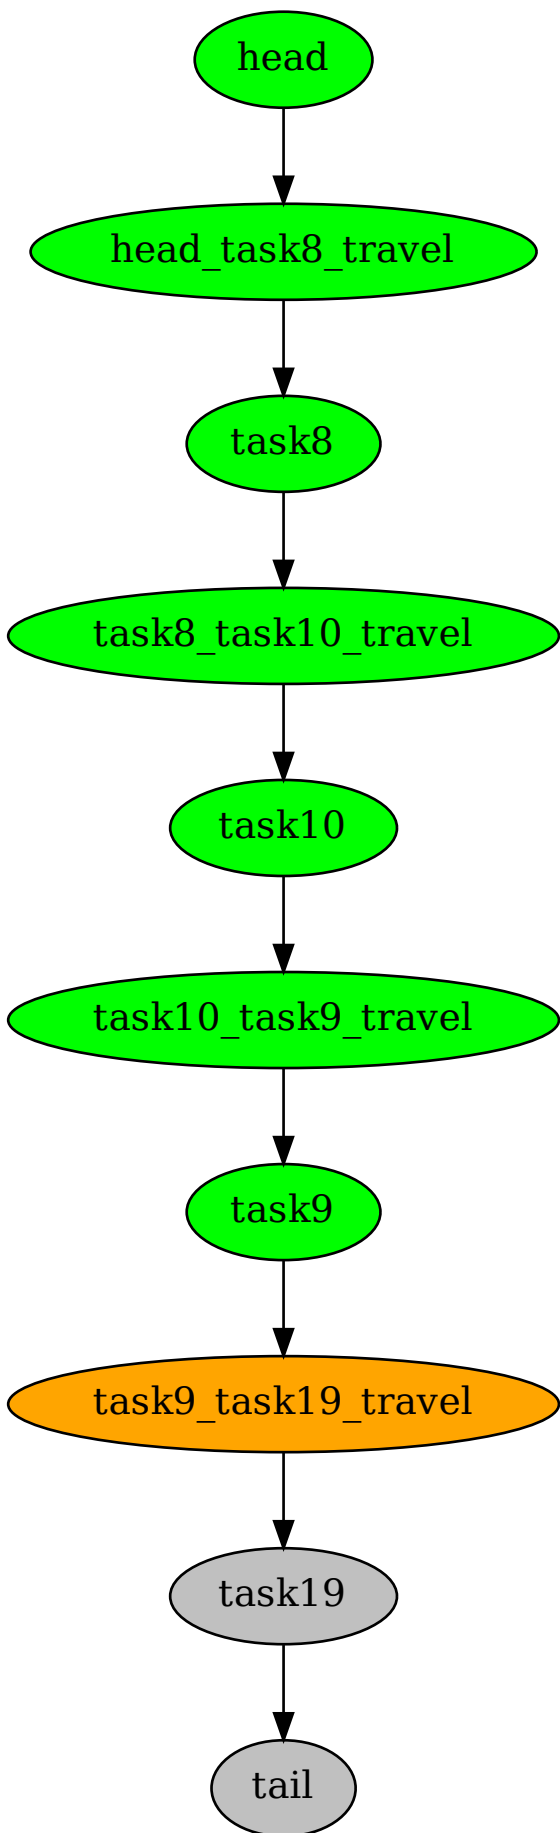 head
head_task8_travel
task8
task8_task10_travel
task10
task10_task9_travel
task9
task9_task19_travel
task19
tail